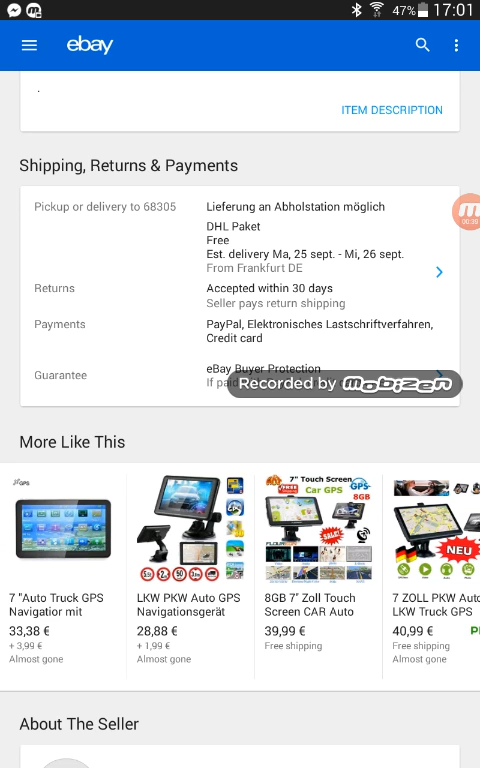 47% 17:01
ebay
.
ITEM DESCRIPTION
Shipping, Returns & Payments
Pickup or delivery to 68305
Lieferung an Abholstation möglich
DHL Paket
Free
Est. delivery Ma, 25 sept. - Mi, 26 sept.
From Frankfurt DE
Returns
Accepted within 30 days
Seller pays return shipping
Payments
PayPal, Elektronisches Lastschriftverfahren,
Credit card
Guarantee
eBay Buyer Protection
If paid
Recorded by mobizen
More Like This
GPS
7 "Auto Truck GPS
Navigatior mit
33,38 €
+ 3,99 €
Almost gone
LKW PKW Auto GPS
Navigationsgerät
28,88 €
+ 1,99 €
Almost gone
7" Touch Screen
Car GPS
FREE
GPS
8GB
SALE!
8GB 7" Zoll Touch
Screen CAR Auto
39,99 €
Free shipping
NEU
7 ZOLL PKW Auto
LKW Truck GPS
40,99 €
Free shipping
Almost gone
About The Seller